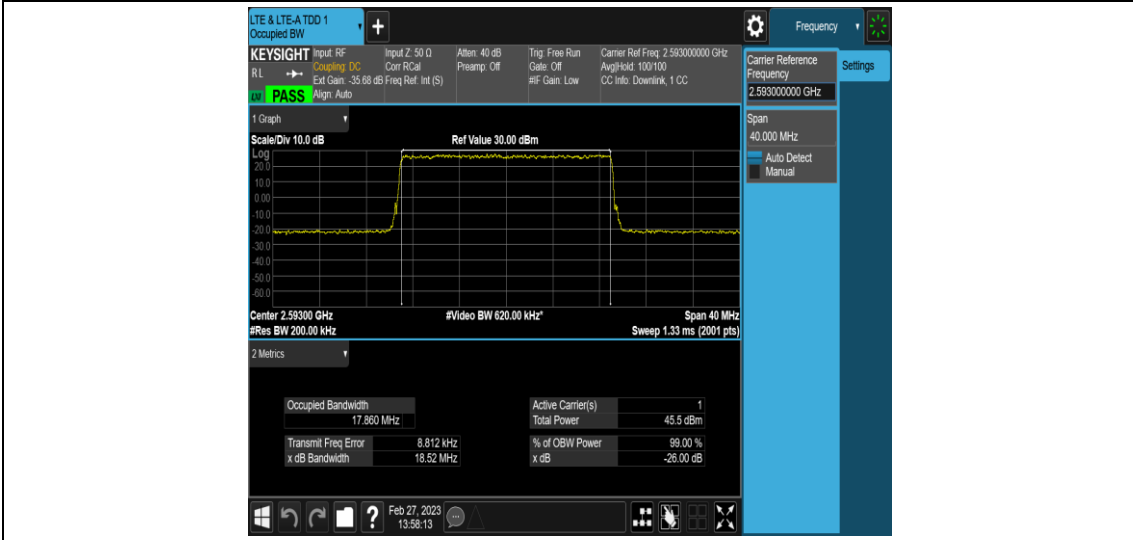 LTE & LTE-A TDD 1
Occupied BW
+
Frequency
KEYSIGHT
RL
PASS
Input: RF
Coupling: DC
Ext Gain: -35.68 dB
Align: Auto
Input Z: 50 Ω
Corr RCal
Freq Ref: Int (S)
Atten: 40 dB
Preamp: Off
Trig: Free Run
Gate: Off
#IF Gain: Low
Carrier Ref Freq: 2.593000000 GHz
Avg|Hold: 100/100
CC Info: Downlink, 1 CC
Carrier Reference
Frequency
2.593000000 GHz
Settings
Span
40.000 MHz
Auto Detect
Manual
1 Graph
Scale/Div 10.0 dB
Ref Value 30.00 dBm
Log
20.0
10.0
0.00
-10.0
-20.0
-30.0
-40.0
-50.0
-60.0
Center 2.59300 GHz
#Video BW 620.00 kHz*
Span 40 MHz
#Res BW 200.00 kHz
Sweep 1.33 ms (2001 pts)
2 Metrics
Occupied Bandwidth
17.860 MHz
Active Carrier(s) 1
Total Power 45.5 dBm
Transmit Freq Error 8.812 kHz
x dB Bandwidth 18.52 MHz
% of OBW Power 99.00 %
x dB -26.00 dB
?
Feb 27, 2023
13:58:13